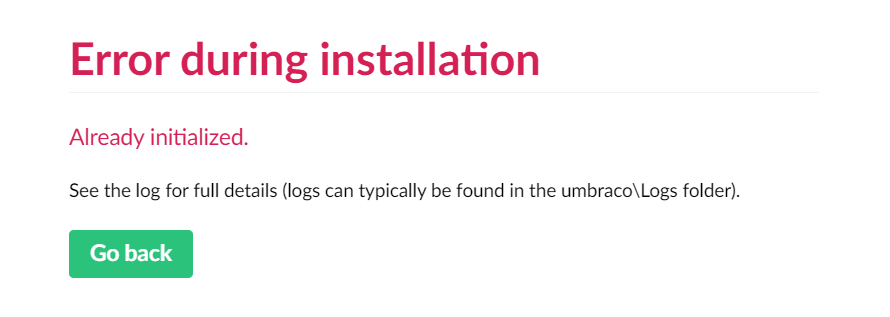 Error during installation
Already initialized.
See the log for full details (logs can typically be found in the umbraco\Logs folder).
Go back